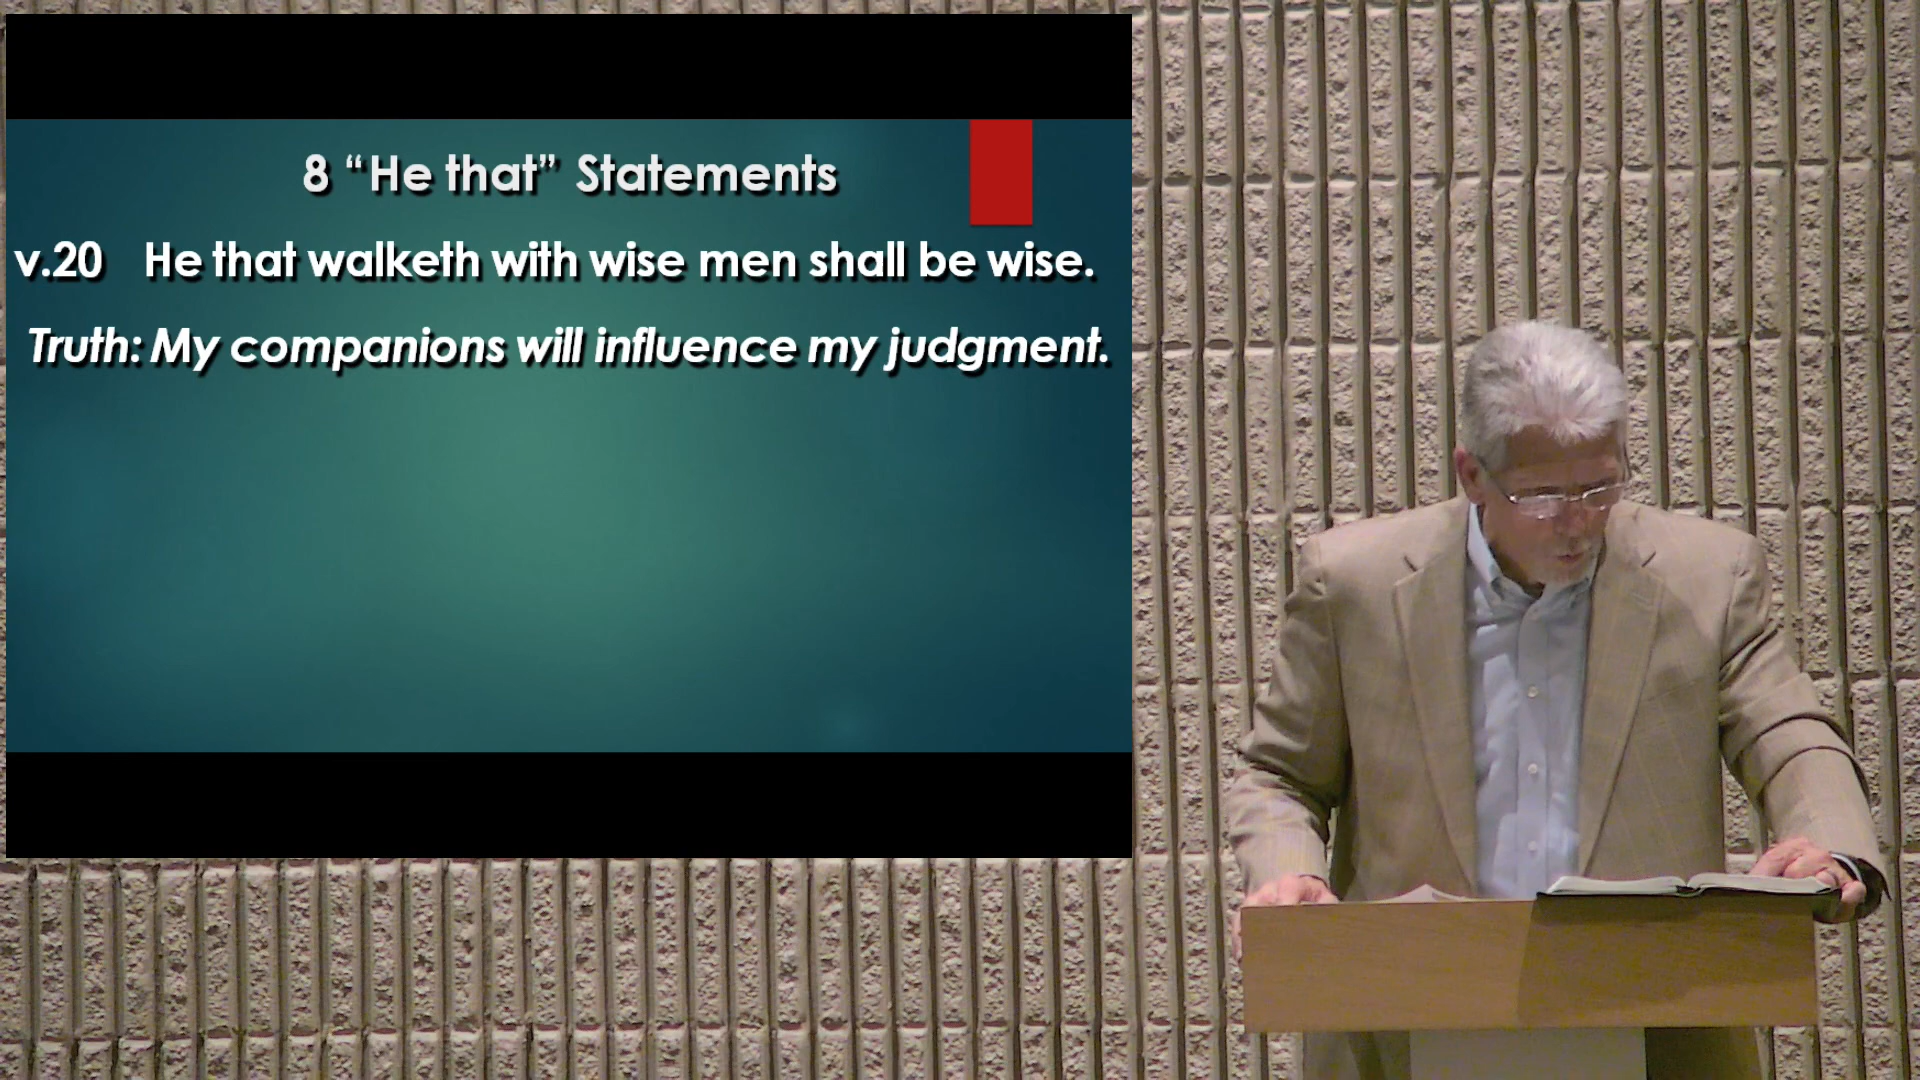 8 “He that” Statements
v.20 He that walketh with wise men shall be wise.
Truth: My companions will influence my judgment.